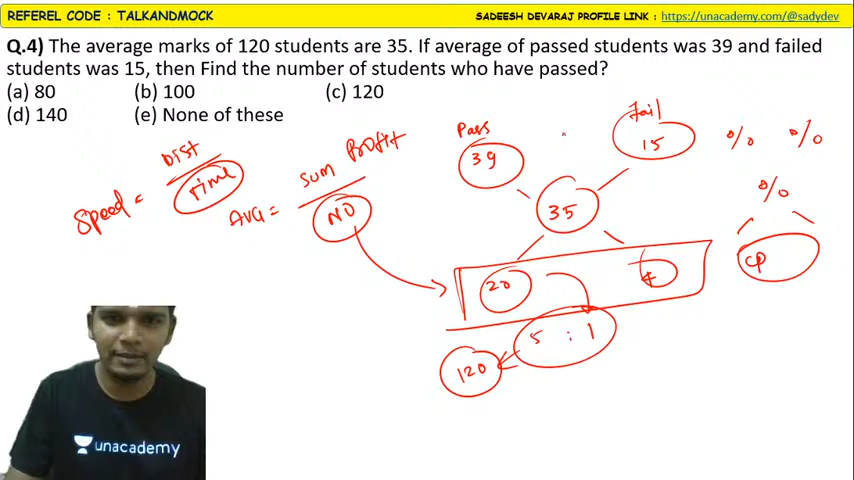 REFEREL CODE : TALKANDMOCK
SADEESH DEVARAJ PROFILE LINK : https://unacademy.com/@sadydev
Q.4) The average marks of 120 students are 35. If average of passed students was 39 and failed
students was 15, then Find the number of students who have passed?
(a) 80 (b) 100 (c) 120
(d) 140 (e) None of these
Pass Fail
39 15 % %
Speed = Dist / Time
AVG = Sum / NO
Profit
35 %
20 4 CP
5 : 1
120
unacademy